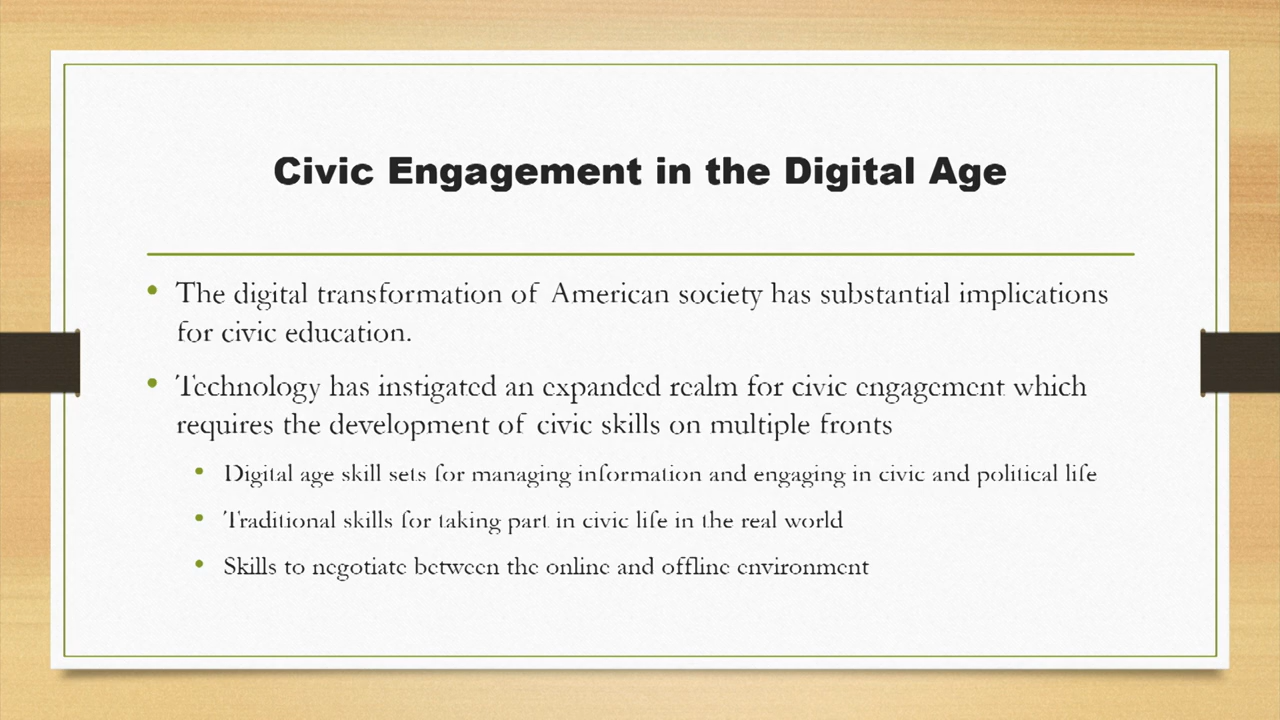 Civic Engagement in the Digital Age
• The digital transformation of American society has substantial implications
for civic education.
• Technology has instigated an expanded realm for civic engagement which
requires the development of civic skills on multiple fronts
• Digital age skill sets for managing information and engaging in civic and political life
• Traditional skills for taking part in civic life in the real world
• Skills to negotiate between the online and offline environment